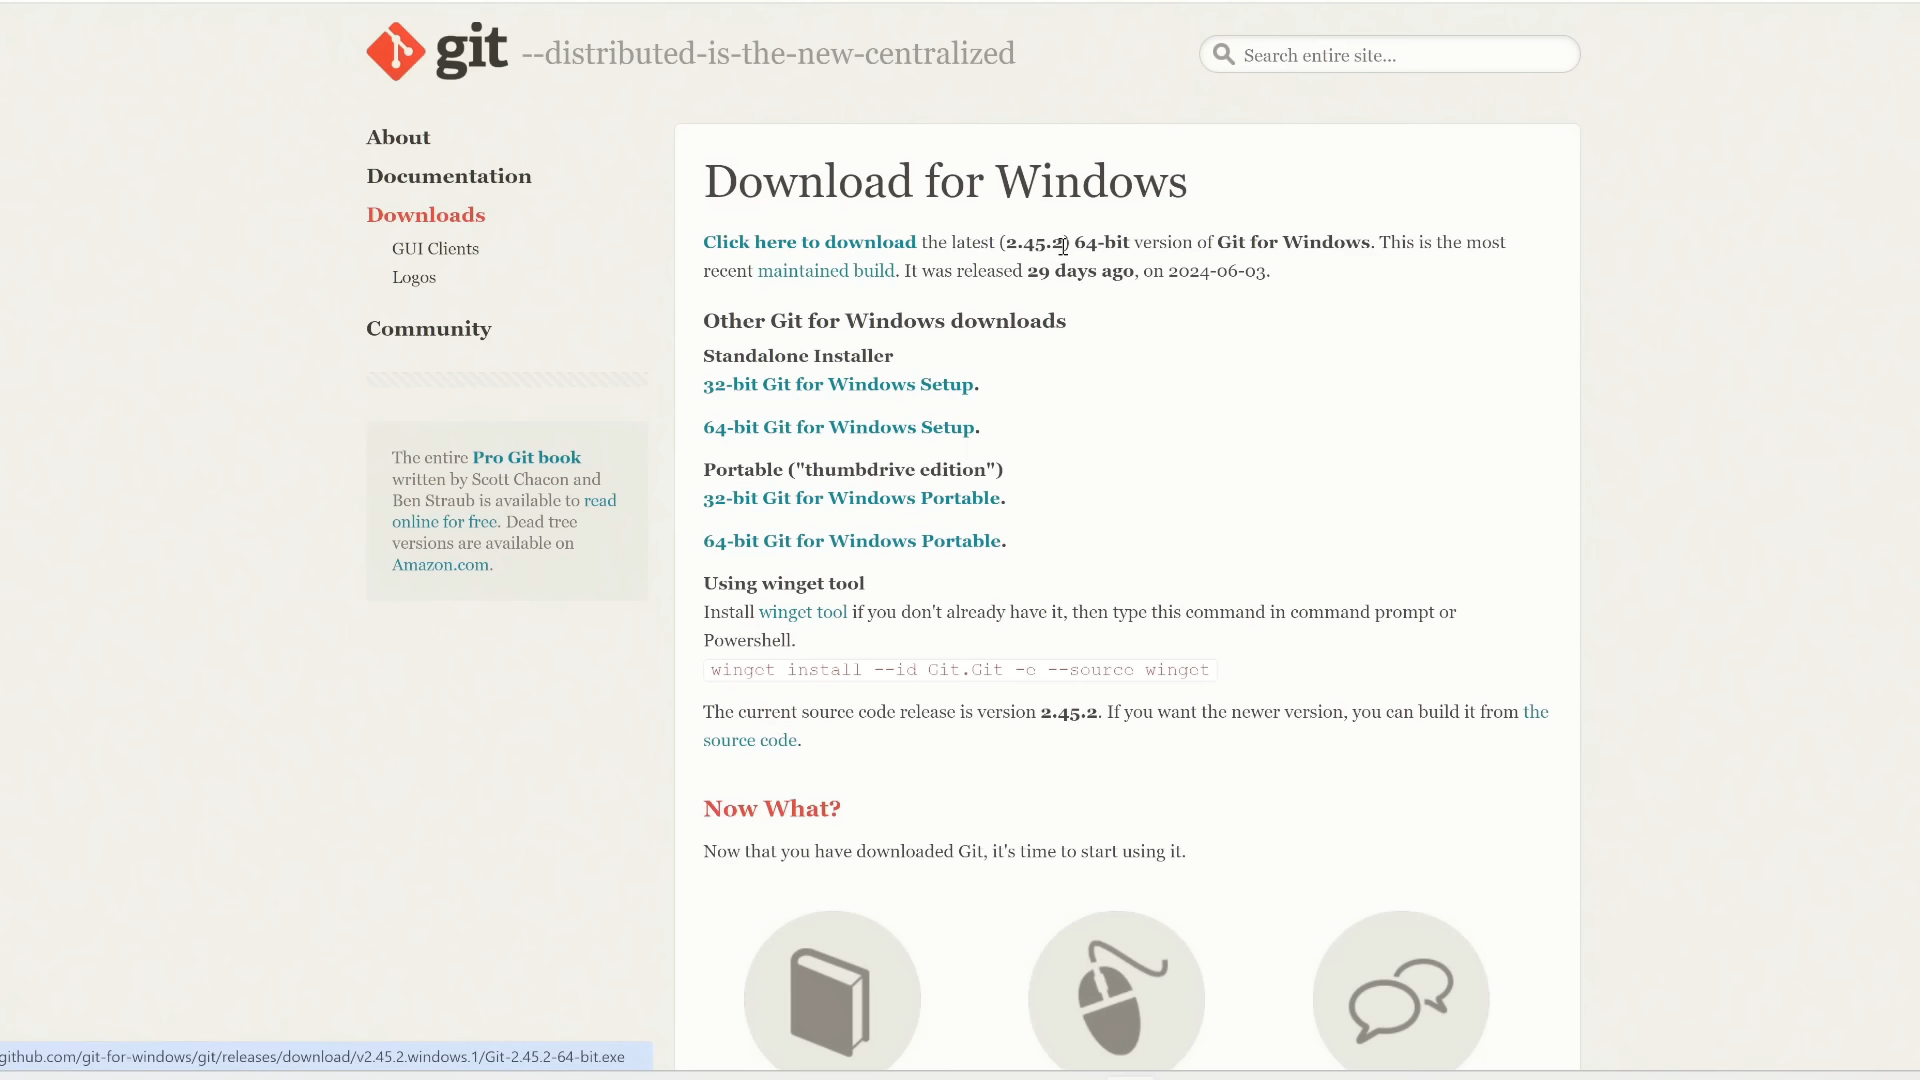 git --distributed-is-the-new-centralized
Search entire site...
About
Documentation
Downloads
GUI Clients
Logos
Community
The entire Pro Git book
written by Scott Chacon and
Ben Straub is available to read
online for free. Dead tree
versions are available on
Amazon.com.
Download for Windows
Click here to download the latest (2.45.2) 64-bit version of Git for Windows. This is the most
recent maintained build. It was released 29 days ago, on 2024-06-03.
Other Git for Windows downloads
Standalone Installer
32-bit Git for Windows Setup.
64-bit Git for Windows Setup.
Portable ("thumbdrive edition")
32-bit Git for Windows Portable.
64-bit Git for Windows Portable.
Using winget tool
Install winget tool if you don't already have it, then type this command in command prompt or
Powershell.
winget install --id Git.Git -e --source winget
The current source code release is version 2.45.2. If you want the newer version, you can build it from the
source code.
Now What?
Now that you have downloaded Git, it's time to start using it.
github.com/git-for-windows/git/releases/download/v2.45.2.windows.1/Git-2.45.2-64-bit.exe